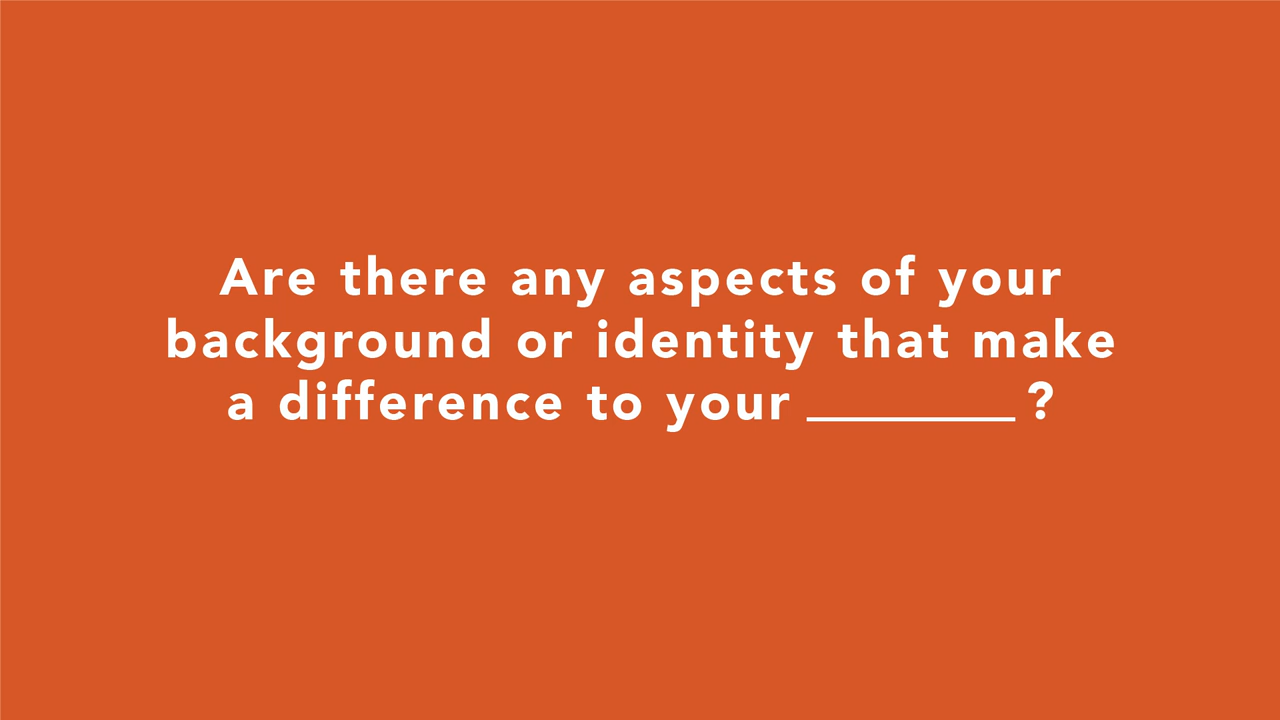 Are there any aspects of your
background or identity that make
a difference to your ________ ?